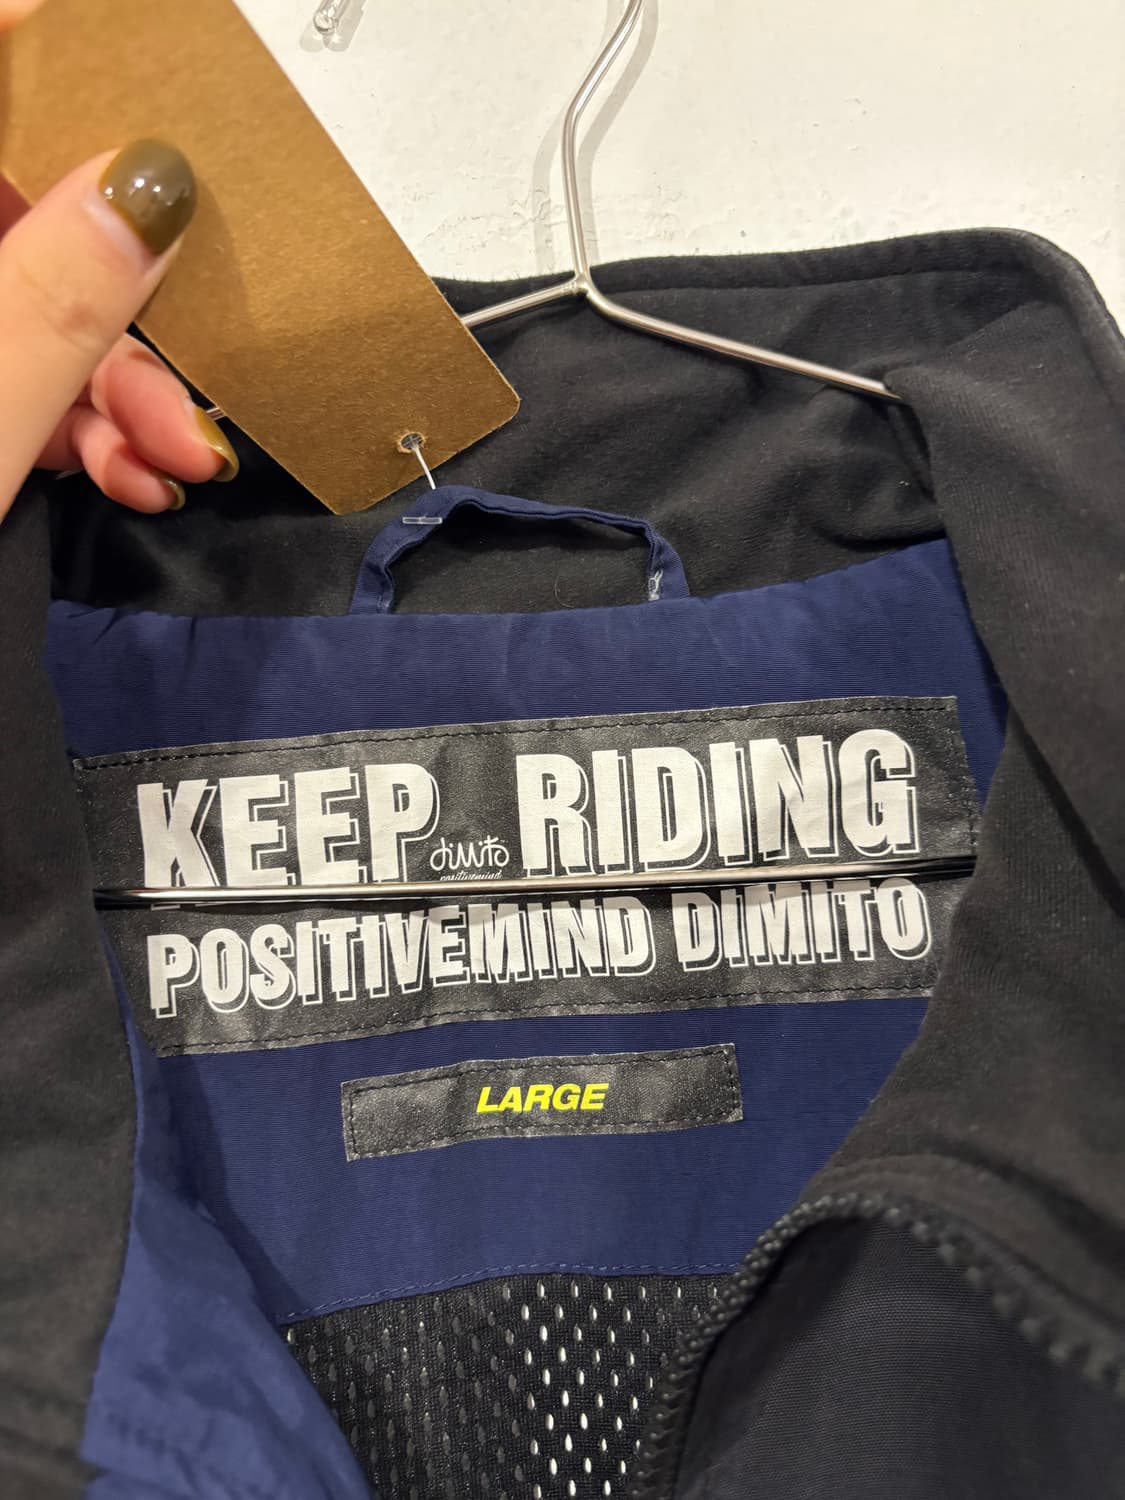 KEEP dimito RIDING
positivemind
POSITIVEMIND DIMITO
LARGE